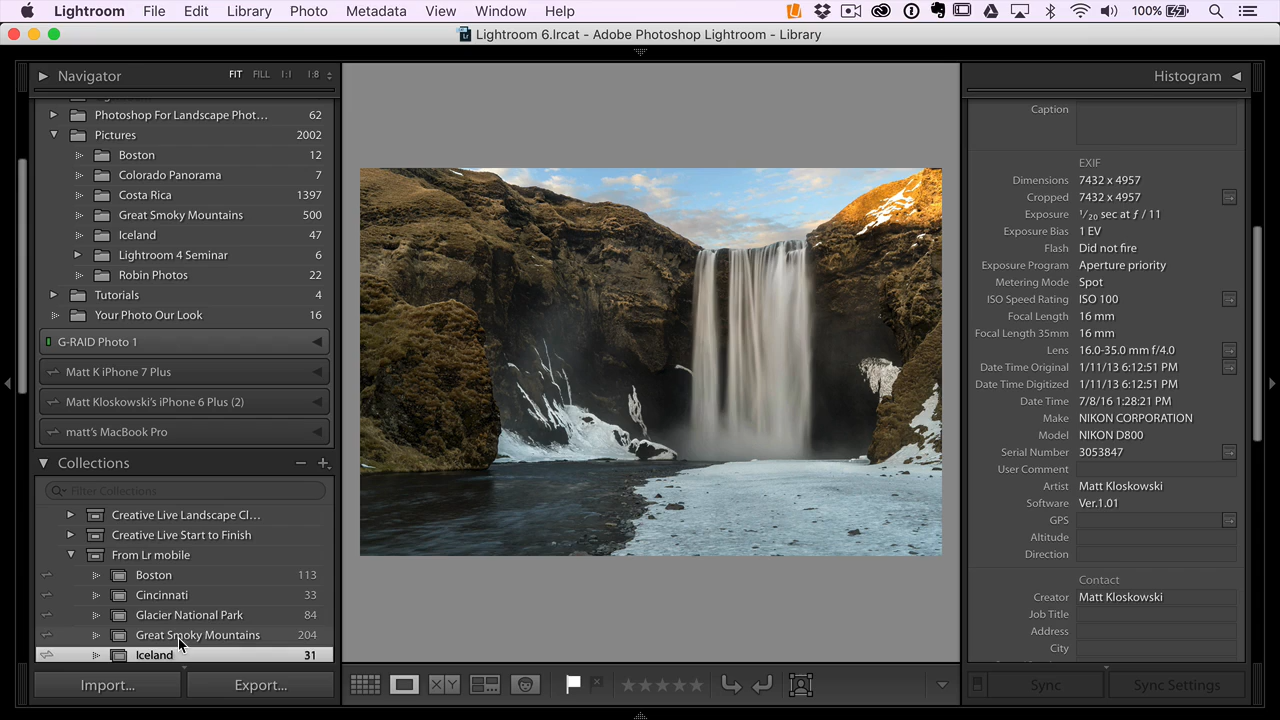 Lightroom File Edit Library Photo Metadata View Window Help 100%
Lightroom 6.lrcat - Adobe Photoshop Lightroom - Library
Navigator FIT FILL 1:1 1:8
Photoshop For Landscape Phot... 62
Pictures 2002
Boston 12
Colorado Panorama 7
Costa Rica 1397
Great Smoky Mountains 500
Iceland 47
Lightroom 4 Seminar 6
Robin Photos 22
Tutorials 4
Your Photo Our Look 16
G-RAID Photo 1
Matt K iPhone 7 Plus
Matt Kloskowski's iPhone 6 Plus (2)
matt's MacBook Pro
Collections
Filter Collections
Creative Live Landscape Cl...
Creative Live Start to Finish
From Lr mobile
Boston 113
Cincinnati 33
Glacier National Park 84
Great Smoky Mountains 204
Iceland 31
Import... Export...
XY
Histogram
Caption
EXIF
Dimensions 7432 x 4957
Cropped 7432 x 4957
Exposure 1/20 sec at ƒ / 11
Exposure Bias 1 EV
Flash Did not fire
Exposure Program Aperture priority
Metering Mode Spot
ISO Speed Rating ISO 100
Focal Length 16 mm
Focal Length 35mm 16 mm
Lens 16.0-35.0 mm f/4.0
Date Time Original 1/11/13 6:12:51 PM
Date Time Digitized 1/11/13 6:12:51 PM
Date Time 7/8/16 1:28:21 PM
Make NIKON CORPORATION
Model NIKON D800
Serial Number 3053847
User Comment
Artist Matt Kloskowski
Software Ver.1.01
GPS
Altitude
Direction
Contact
Creator Matt Kloskowski
Job Title
Address
City
Sync Sync Settings